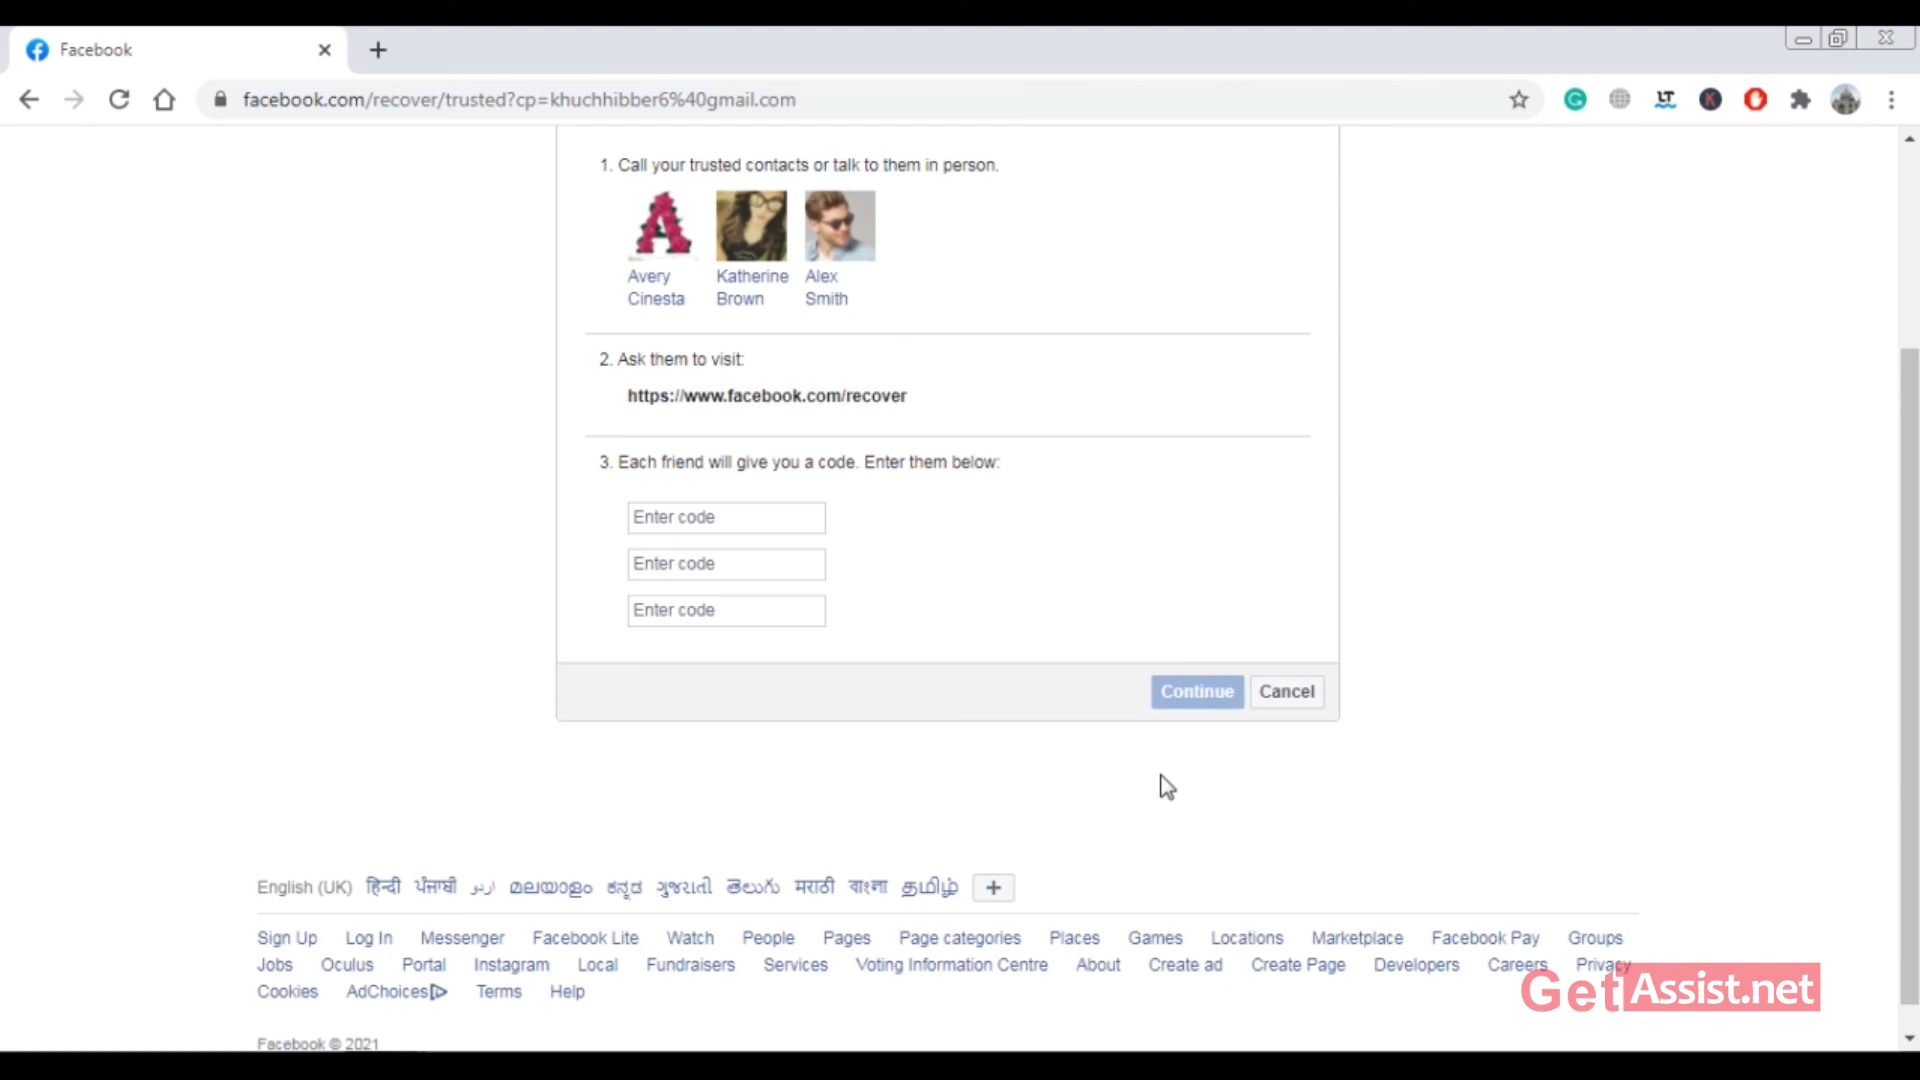 Facebook
facebook.com/recover/trusted?cp=khuchhibber6%40gmail.com
1. Call your trusted contacts or talk to them in person.
Avery Cinesta
Katherine Brown
Alex Smith
2. Ask them to visit:
https://www.facebook.com/recover
3. Each friend will give you a code. Enter them below:
Enter code
Enter code
Enter code
Continue Cancel
English (UK) हिन्दी ਪੰਜਾਬੀ اردو മലയാളം ಕನ್ನಡ ગુજરાતી తెలుగు मराठी বাংলা தமிழ் +
Sign Up Log In Messenger Facebook Lite Watch People Pages Page categories Places Games Locations Marketplace Facebook Pay Groups
Jobs Oculus Portal Instagram Local Fundraisers Services Voting Information Centre About Create ad Create Page Developers Careers Privacy
Cookies AdChoices Terms Help
GetAssist.net
Facebook © 2021